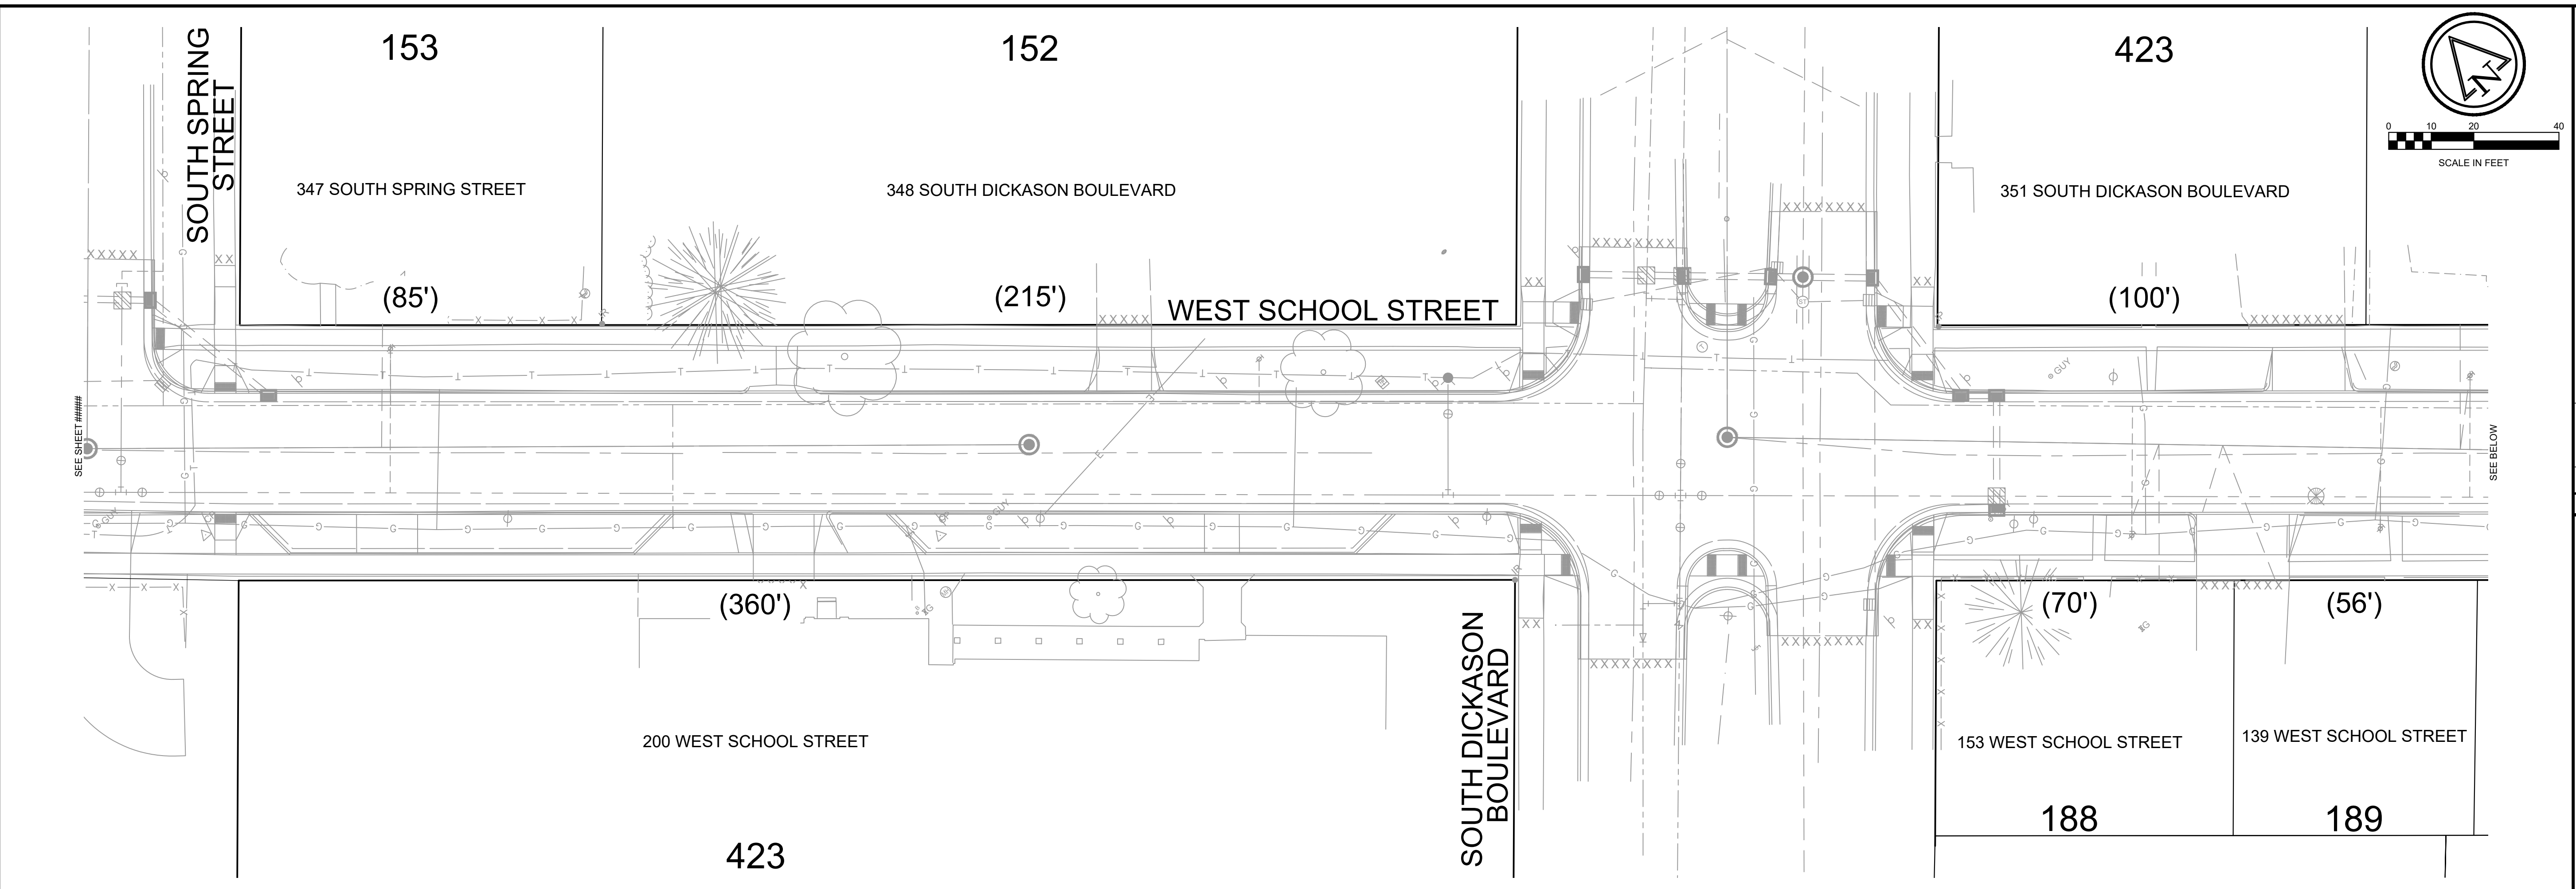 153
152
423
N
SOUTH SPRING
STREET
0 10 20 40
SCALE IN FEET
347 SOUTH SPRING STREET
348 SOUTH DICKASON BOULEVARD
351 SOUTH DICKASON BOULEVARD
(85')
(215')
(100')
WEST SCHOOL STREET
GUY
SEE SHEET #####
SEE BELOW
GUY
GUY
(360')
(70')
(56')
SOUTH DICKASON
BOULEVARD
200 WEST SCHOOL STREET
153 WEST SCHOOL STREET
139 WEST SCHOOL STREET
188
189
423